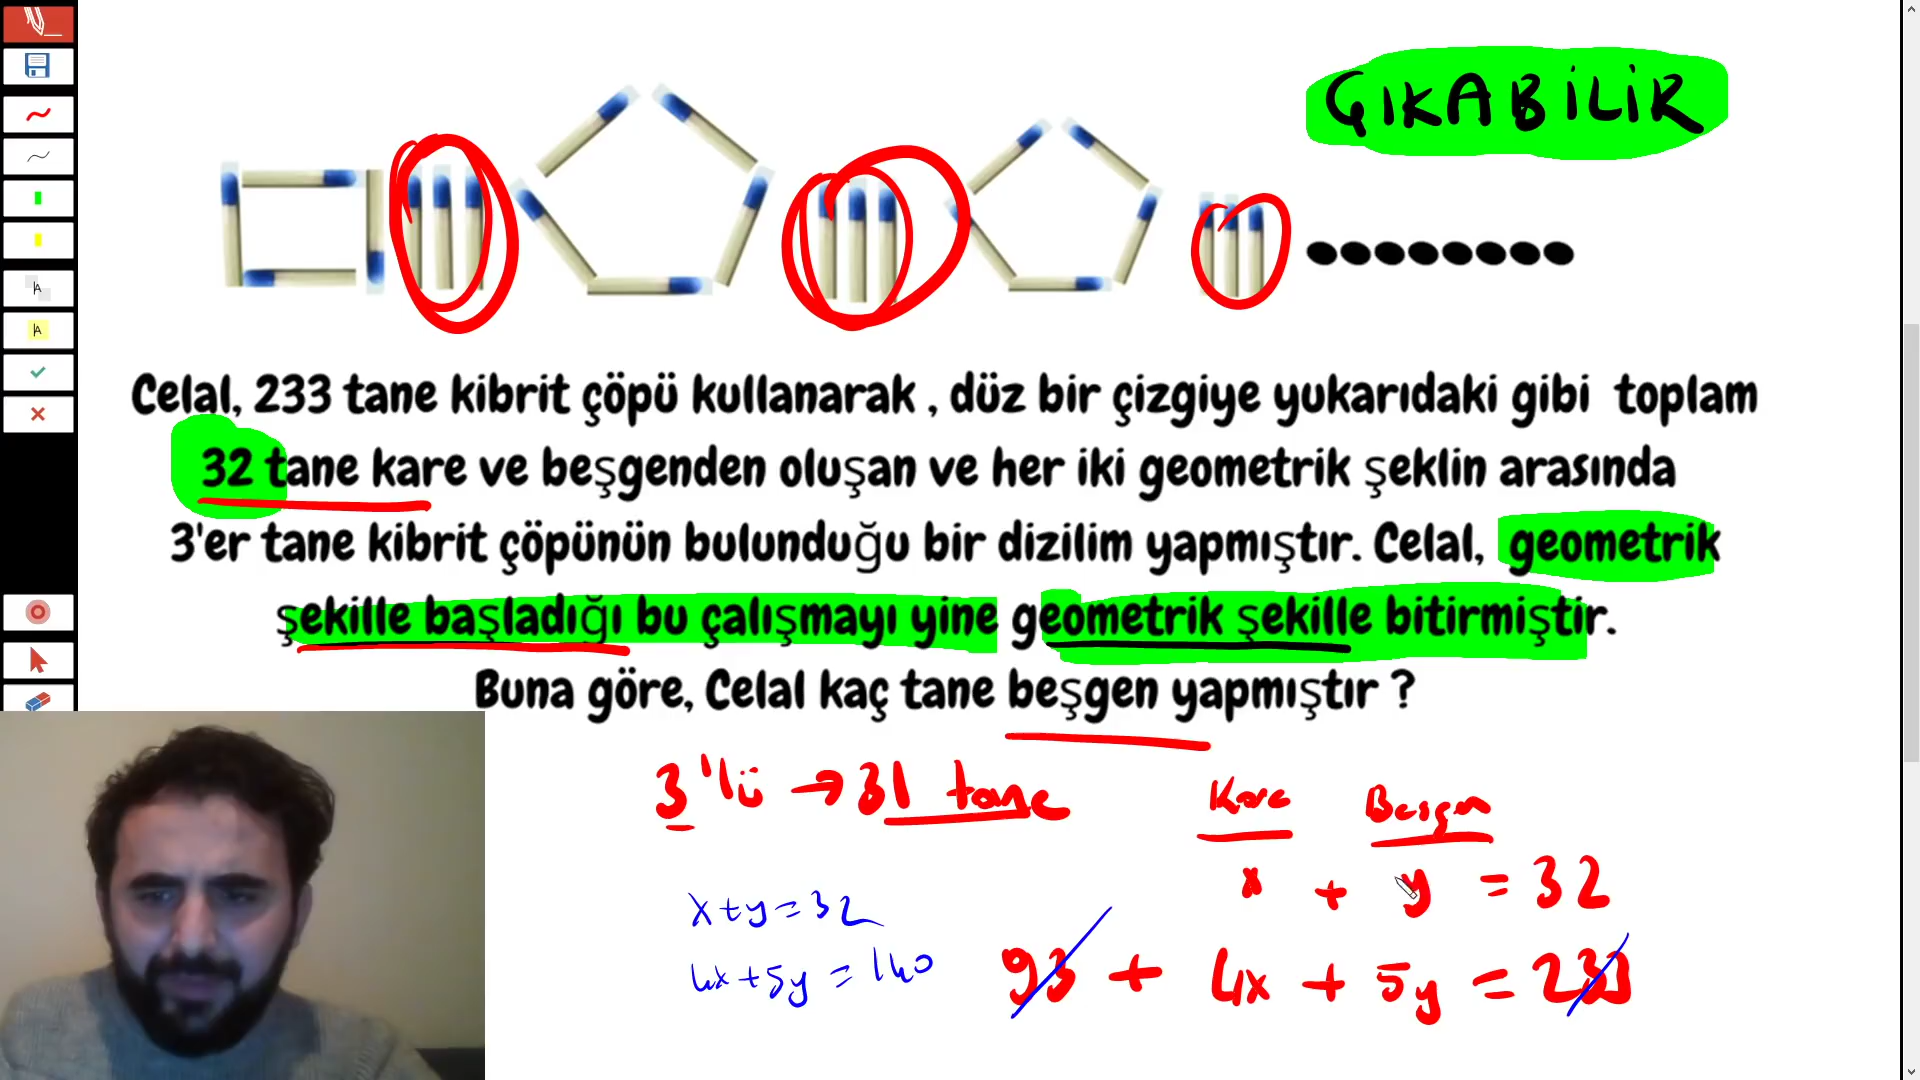 ÇIKABİLİR
Celal, 233 tane kibrit çöpü kullanarak , düz bir çizgiye yukarıdaki gibi toplam
32 tane kare ve beşgenden oluşan ve her iki geometrik şeklin arasında
3'er tane kibrit çöpünün bulunduğu bir dizilim yapmıştır. Celal, geometrik
şekille başladığı bu çalışmayı yine geometrik şekille bitirmiştir.
Buna göre, Celal kaç tane beşgen yapmıştır ?
3'lü → 31 tane
Kare Beşgen
x + y = 32
93 + 4x + 5y = 233
x+y=32
4x+5y=140